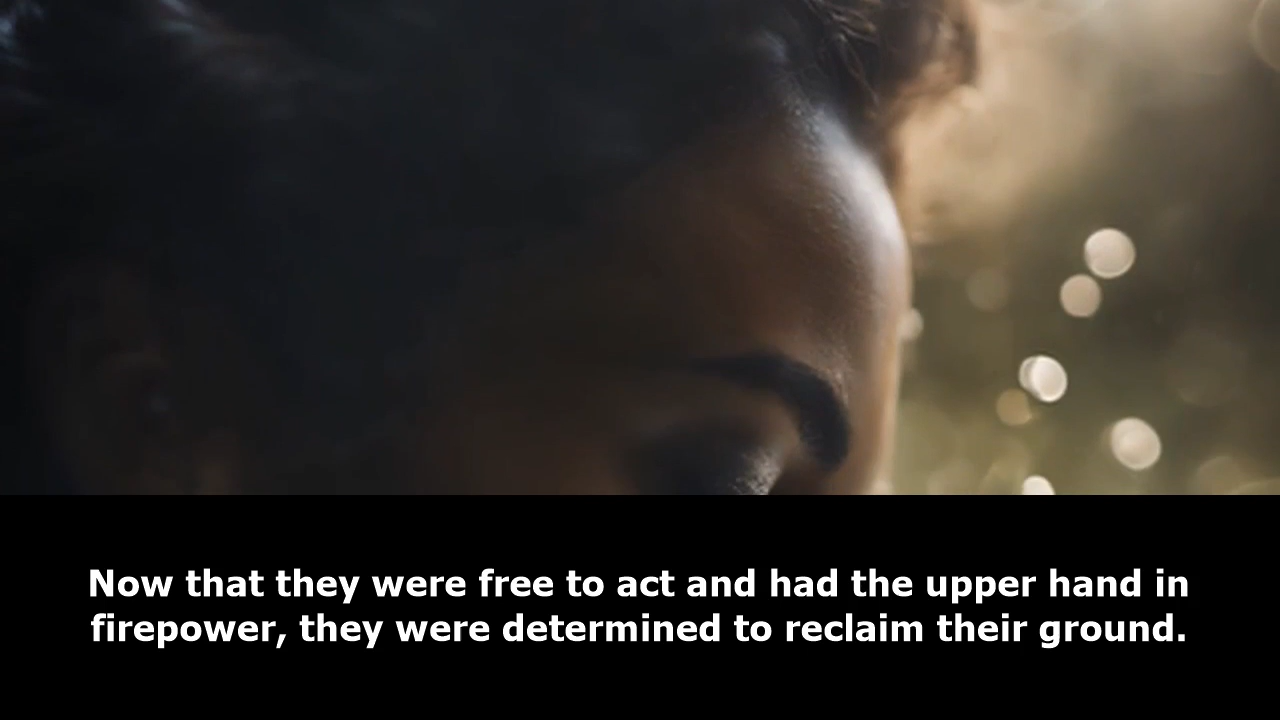 Now that they were free to act and had the upper hand in
firepower, they were determined to reclaim their ground.